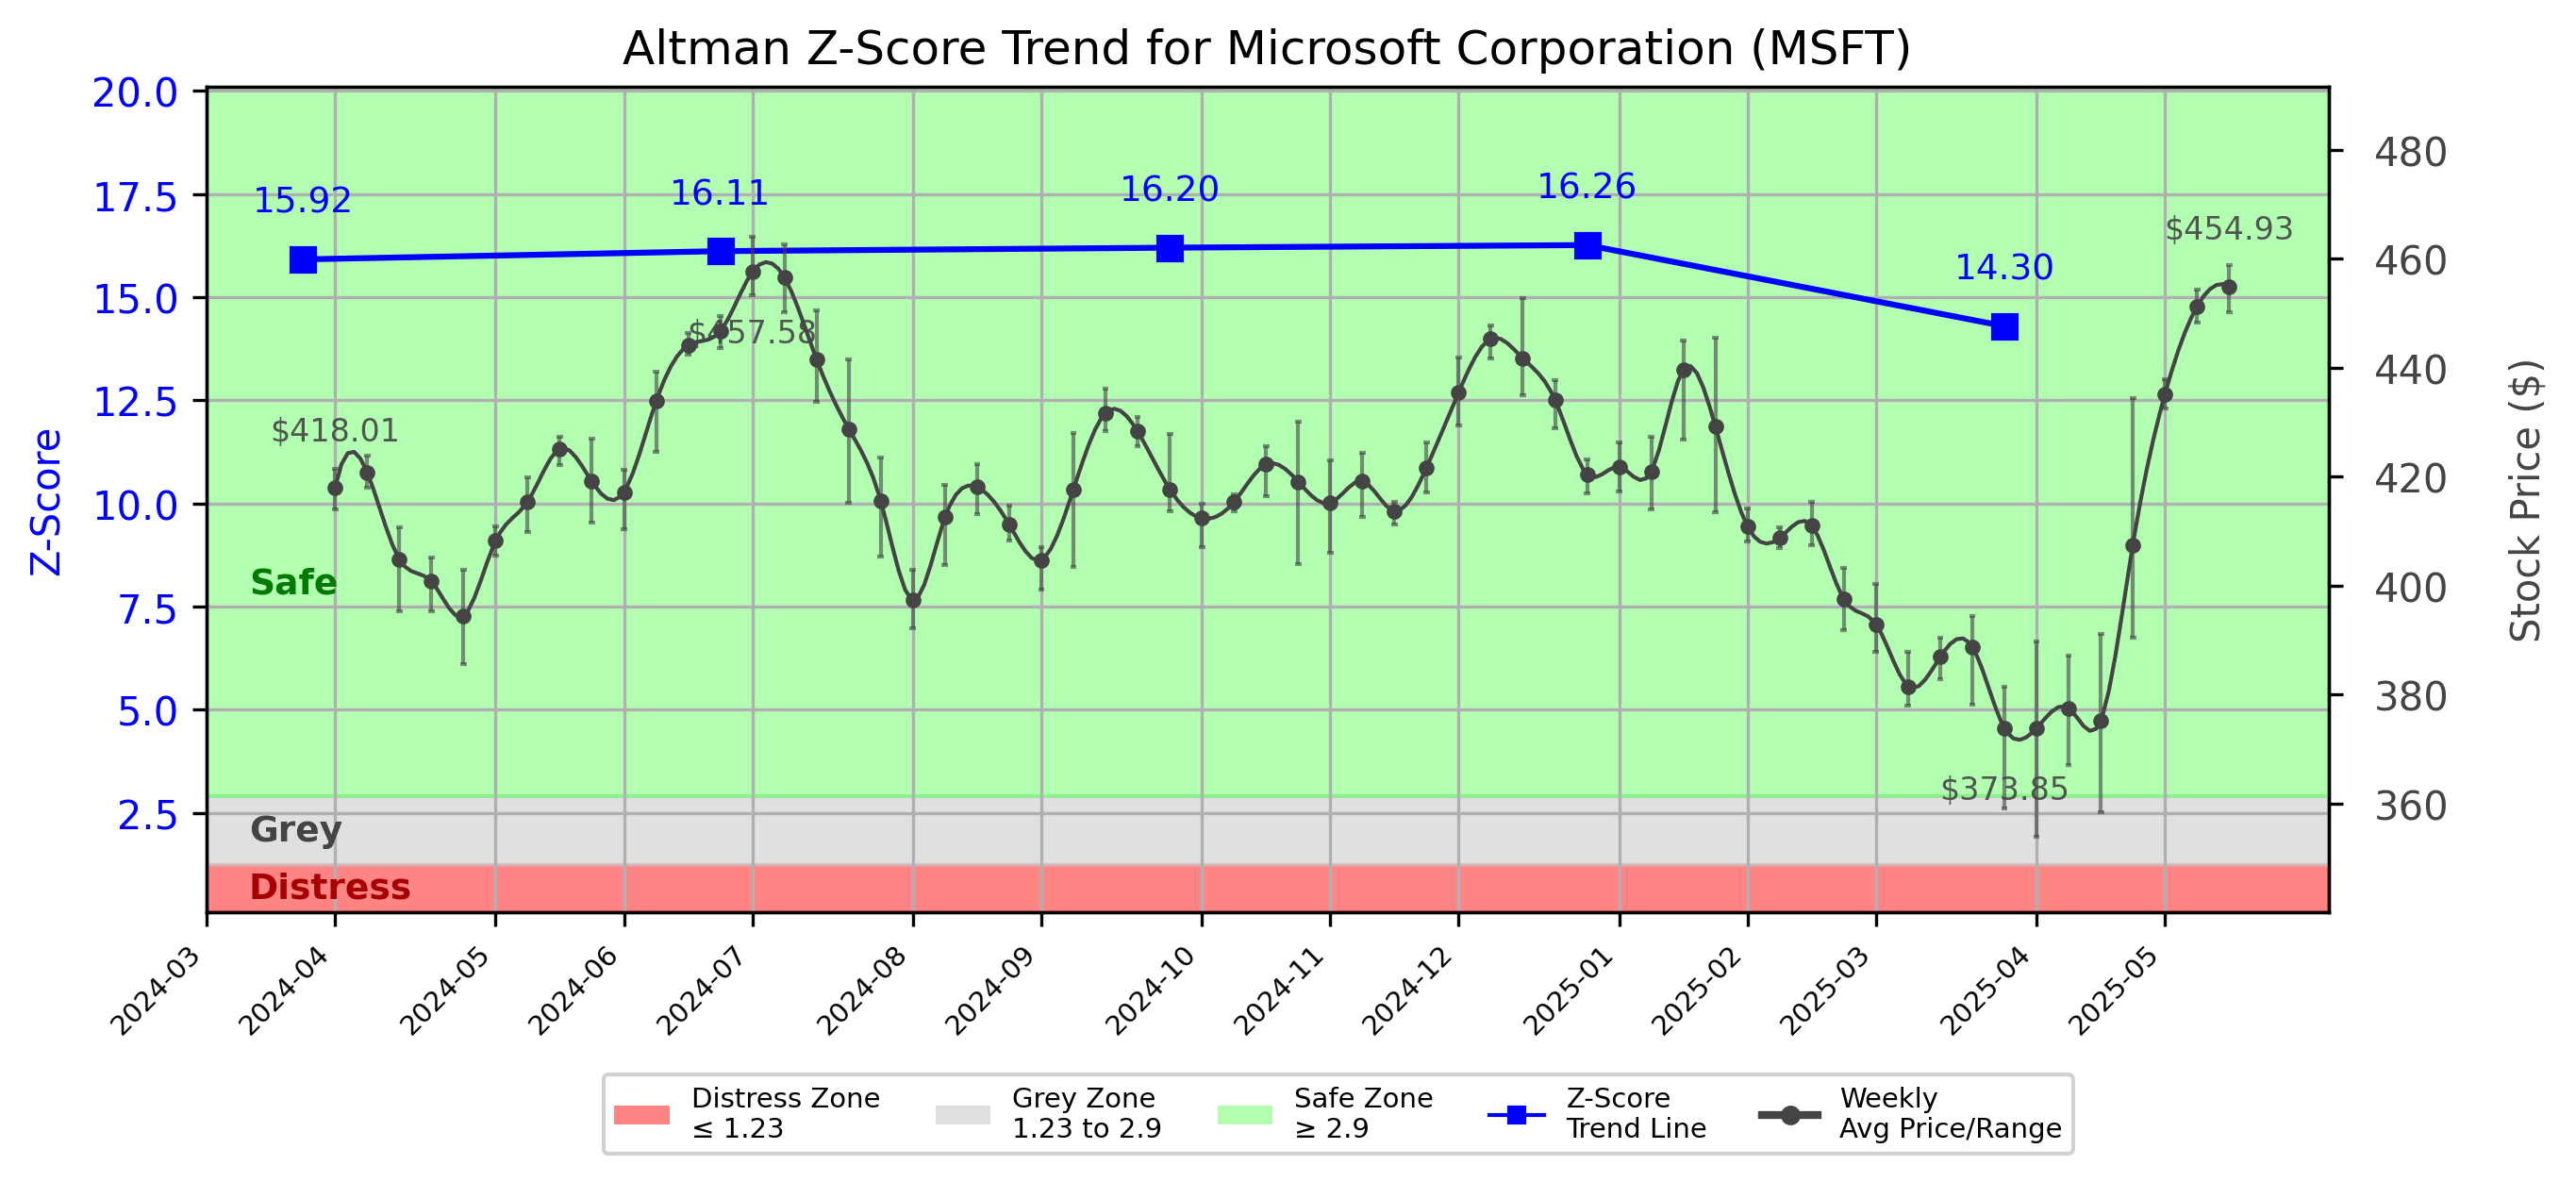 Altman Z-Score Trend for Microsoft Corporation (MSFT)
Z-Score
20.0
17.5
15.0
12.5
10.0
7.5
5.0
2.5
15.92
16.11
16.20
16.26
14.30
$418.01
$457.58
$373.85
$454.93
Safe
Grey
Distress
480
460
440
420
400
380
360
Stock Price ($)
2024-03
2024-04
2024-05
2024-06
2024-07
2024-08
2024-09
2024-10
2024-11
2024-12
2025-01
2025-02
2025-03
2025-04
2025-05
Distress Zone
≤ 1.23
Grey Zone
1.23 to 2.9
Safe Zone
≥ 2.9
Z-Score
Trend Line
Weekly
Avg Price/Range